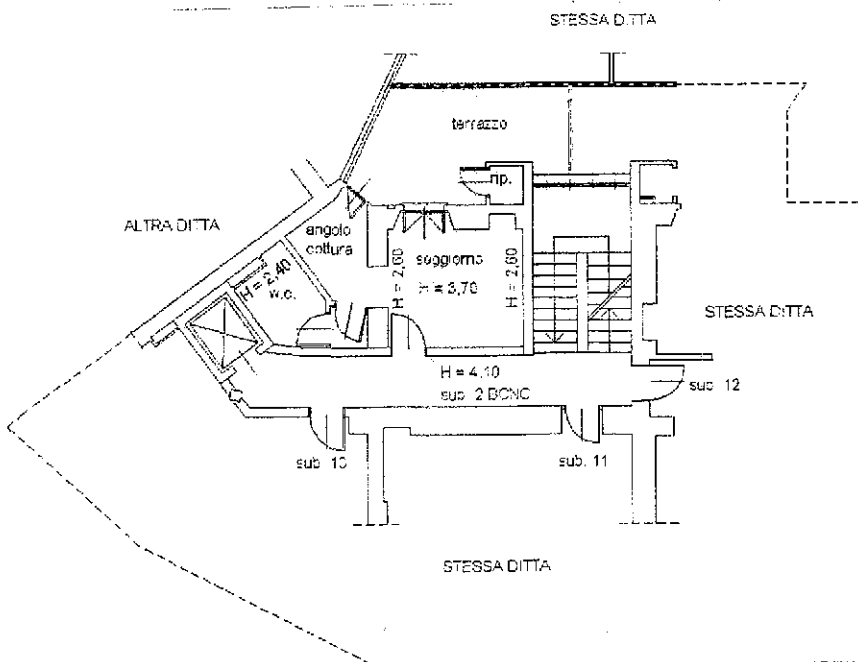 STESSA DITTA
terrazzo
rip.
ALTRA DITTA
angolo
cottura
soggiorno
H = 2,60
H = 3,70
H = 2,60
H = 2,40
w.c.
STESSA DITTA
H = 4,10
sub. 2 BCNC
sub. 12
sub. 10
sub. 11
STESSA DITTA